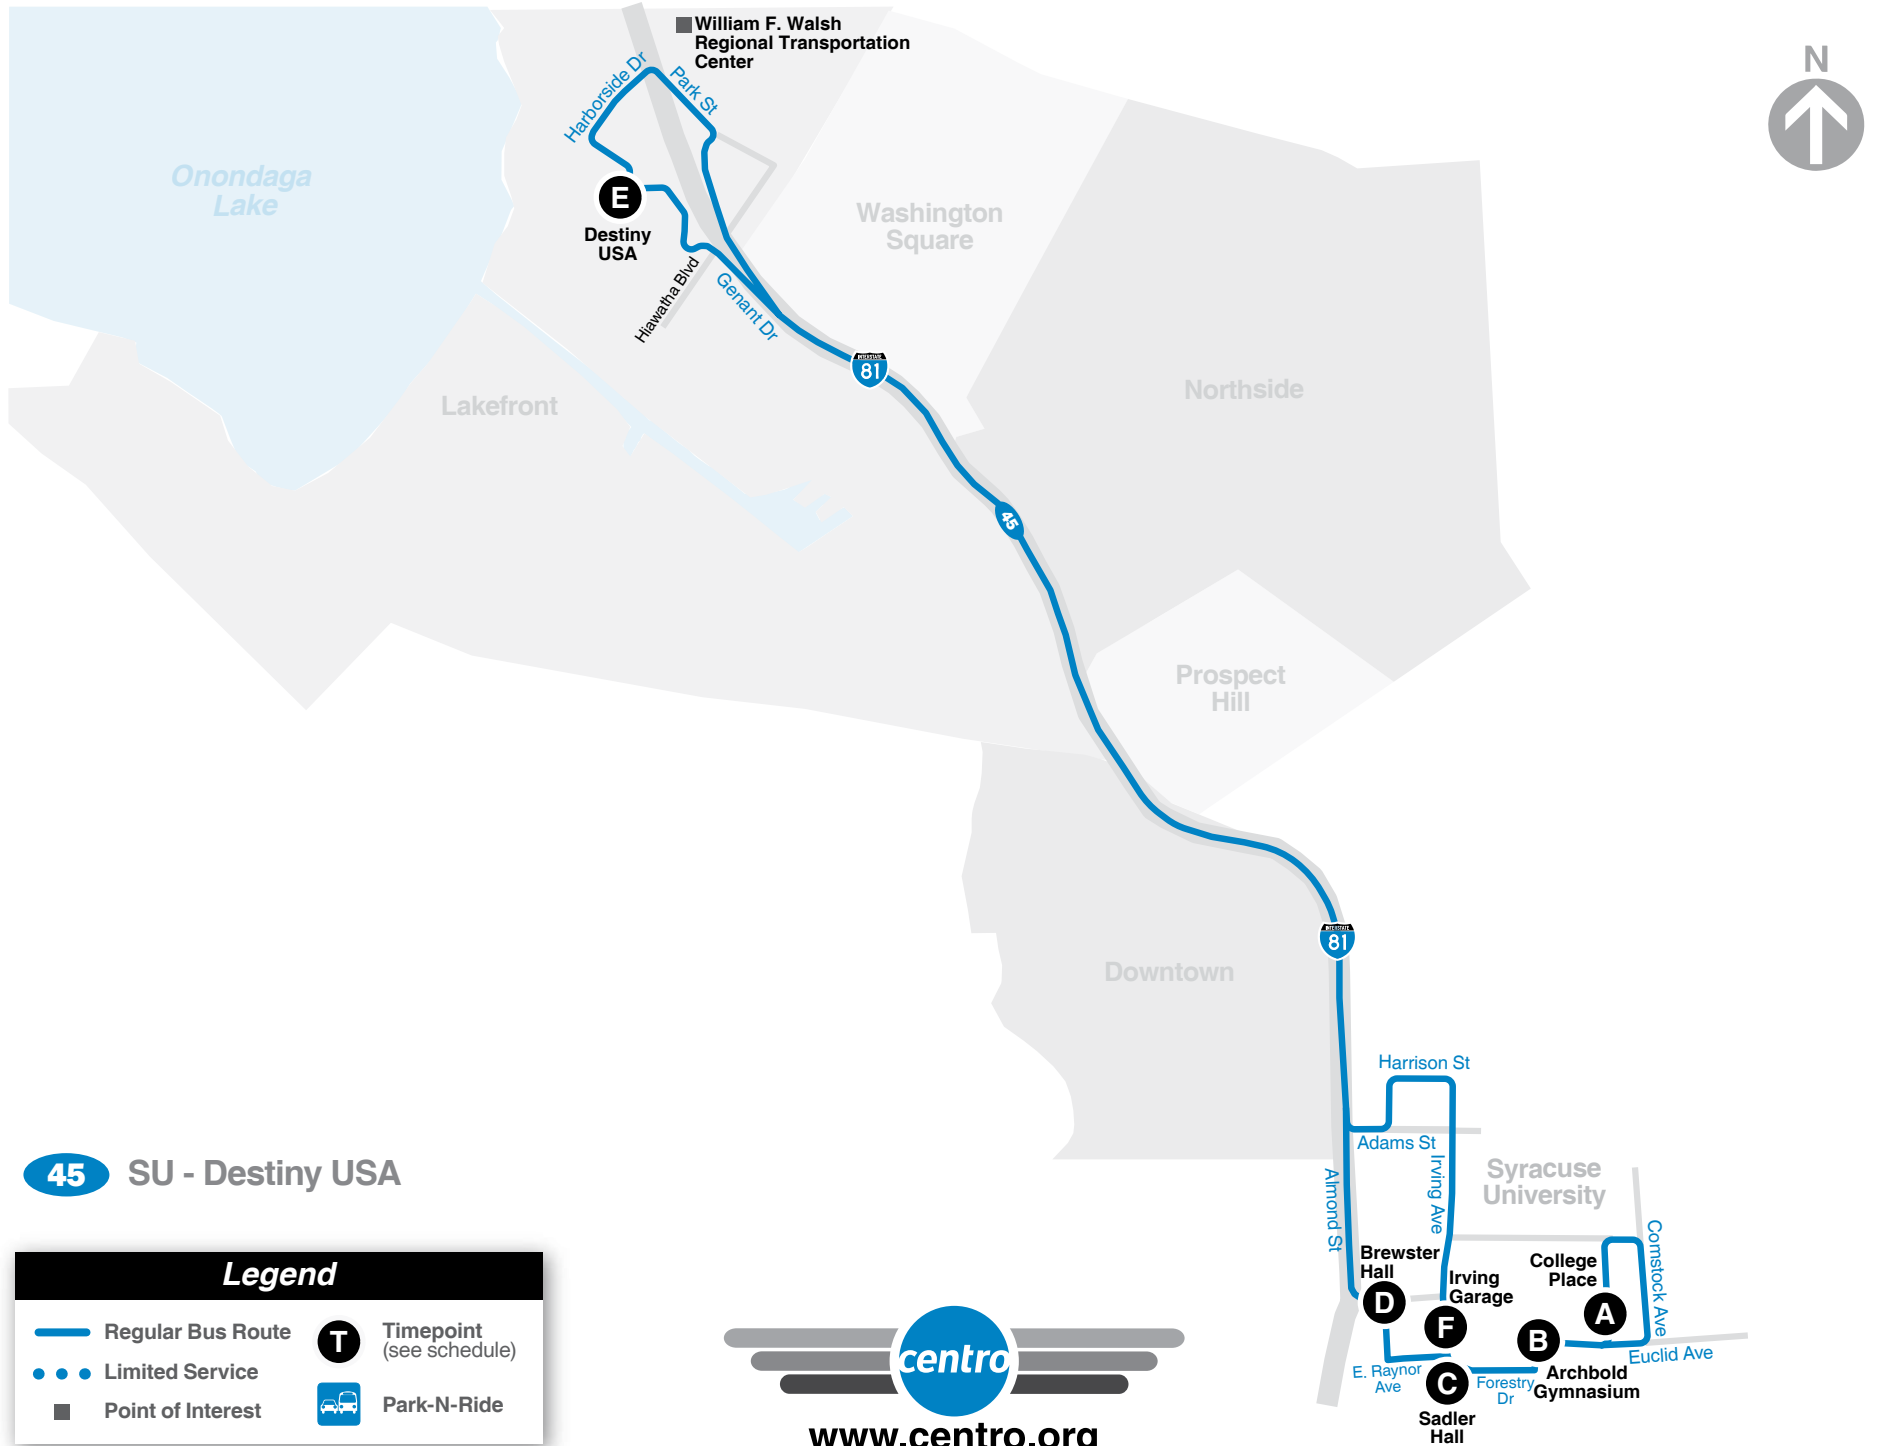 William F. Walsh
Regional Transportation
Center
N
Harborside Dr
Park St
Onondaga
Lake
E
Destiny
USA
Washington
Square
Hiawatha Blvd
Genant Dr
INTERSTATE
81
Lakefront
Northside
45
Prospect
Hill
INTERSTATE
81
Downtown
Harrison St
Adams St
Almond St
Irving Ave
Syracuse
University
45 SU - Destiny USA
Brewster
Hall
D
Irving
Garage
F
College
Place
A
Comstock Ave
B
Archbold
Gymnasium
Euclid Ave
E. Raynor
Ave
C
Sadler
Hall
Forestry
Dr
Legend
Regular Bus Route
Limited Service
Point of Interest
T
Timepoint
(see schedule)
Park-N-Ride
centro
www.centro.org